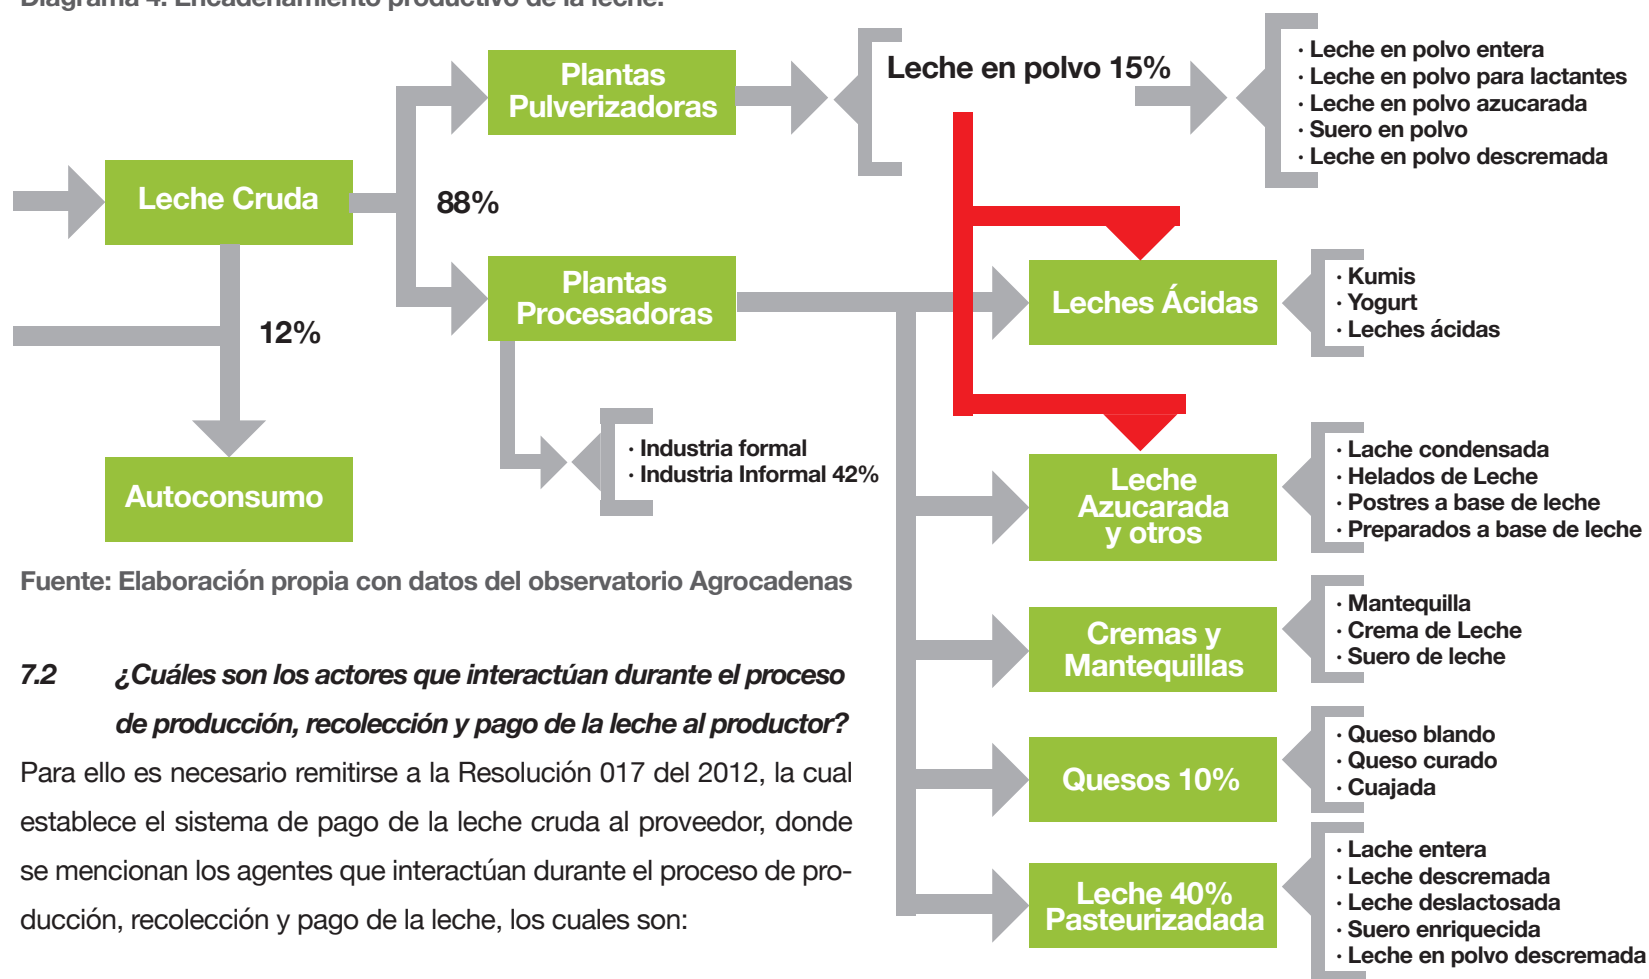 Diagrama 4. Encadenamiento productivo de la leche.
Plantas
Pulverizadoras
Leche en polvo 15%
· Leche en polvo entera
· Leche en polvo para lactantes
· Leche en polvo azucarada
· Suero en polvo
· Leche en polvo descremada
Leche Cruda
88%
12%
Plantas
Procesadoras
Leches Ácidas
· Kumis
· Yogurt
· Leches ácidas
· Industria formal
· Industria Informal 42%
Autoconsumo
Leche
Azucarada
y otros
· Lache condensada
· Helados de Leche
· Postres a base de leche
· Preparados a base de leche
Cremas y
Mantequillas
· Mantequilla
· Crema de Leche
· Suero de leche
Quesos 10%
· Queso blando
· Queso curado
· Cuajada
Leche 40%
Pasteurizadada
· Lache entera
· Leche descremada
· Leche deslactosada
· Suero enriquecida
· Leche en polvo descremada
Fuente: Elaboración propia con datos del observatorio Agrocadenas
7.2 ¿Cuáles son los actores que interactúan durante el proceso
de producción, recolección y pago de la leche al productor?
Para ello es necesario remitirse a la Resolución 017 del 2012, la cual
establece el sistema de pago de la leche cruda al proveedor, donde
se mencionan los agentes que interactúan durante el proceso de pro-
ducción, recolección y pago de la leche, los cuales son: